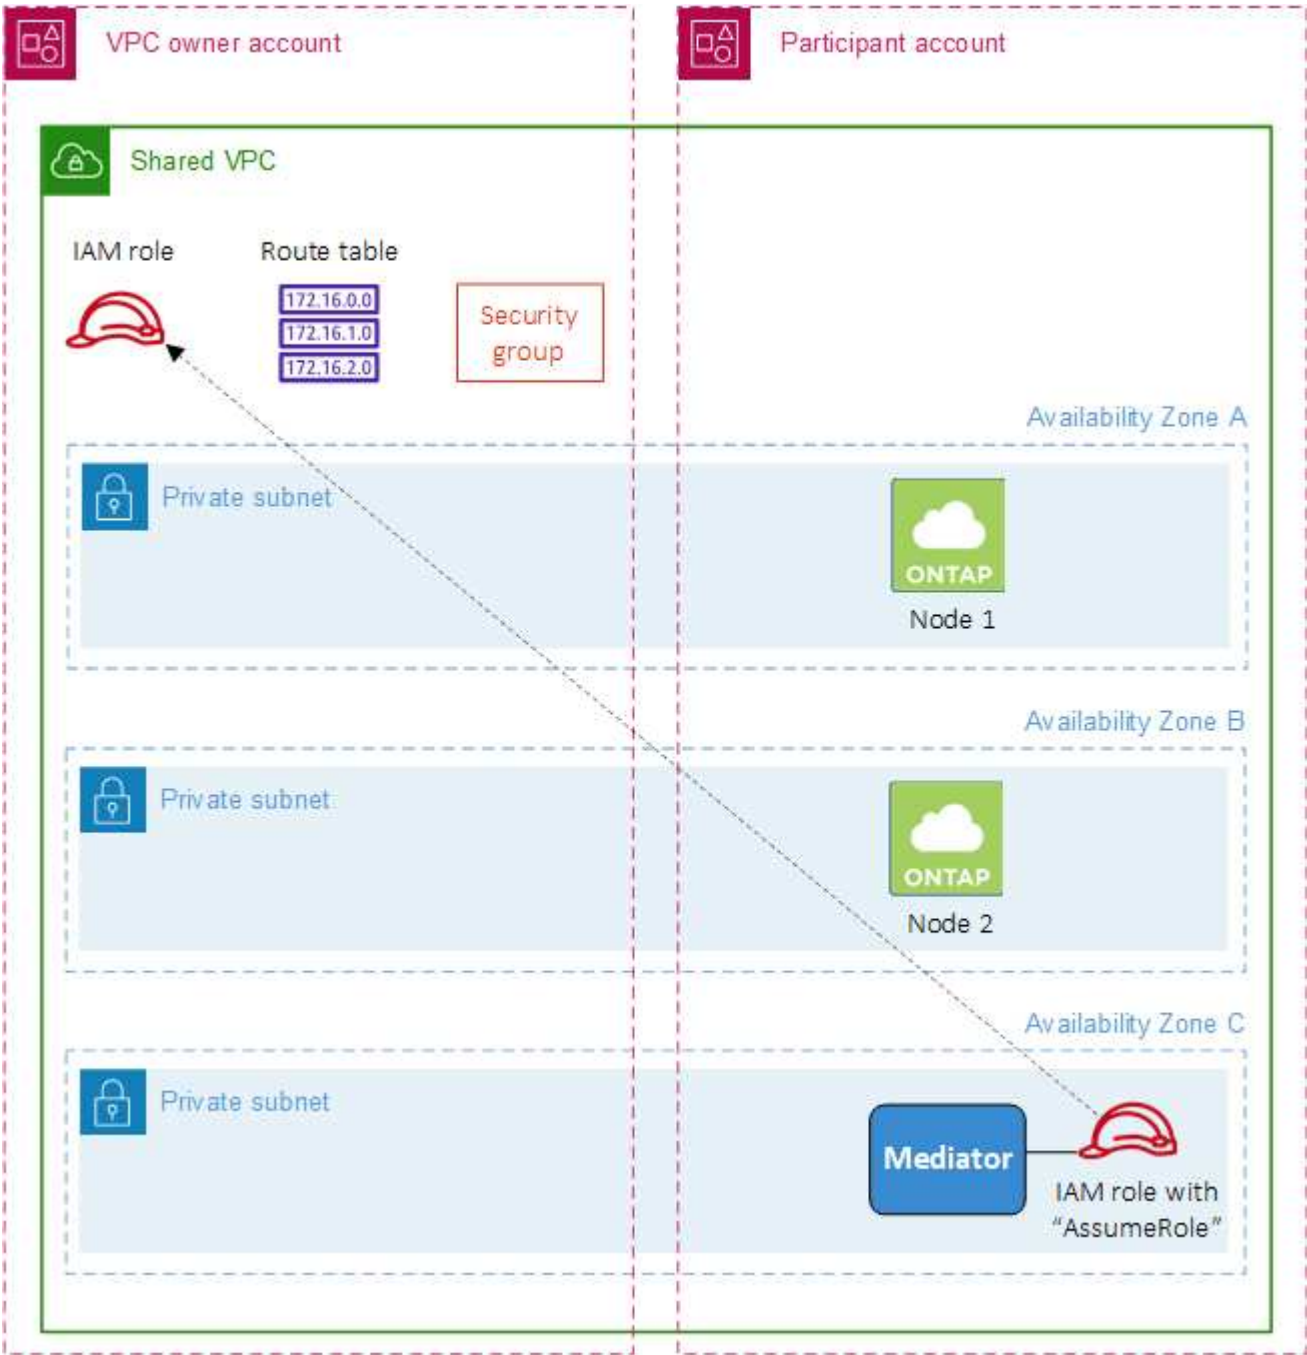 VPC owner account
Participant account
Shared VPC
IAM role
Route table
172.16.0.0
172.16.1.0
172.16.2.0
Security
group
Availability Zone A
Private subnet
ONTAP
Node 1
Availability Zone B
Private subnet
ONTAP
Node 2
Availability Zone C
Private subnet
Mediator
IAM role with
“AssumeRole”